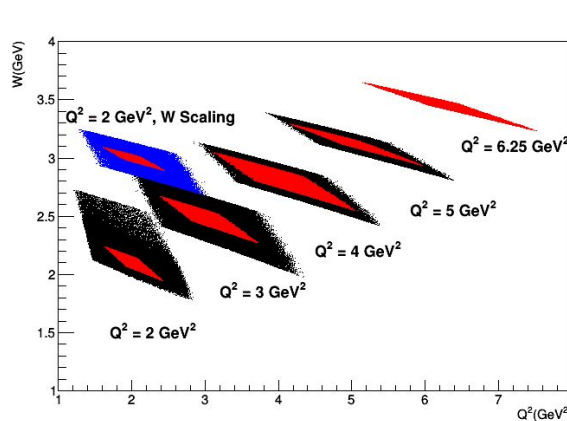 W(GeV)
4
3.5
3
2.5
2
1.5
1
Q² = 2 GeV², W Scaling
Q² = 6.25 GeV²
Q² = 5 GeV²
Q² = 4 GeV²
Q² = 3 GeV²
Q² = 2 GeV²
1 2 3 4 5 6 7
Q²(GeV²